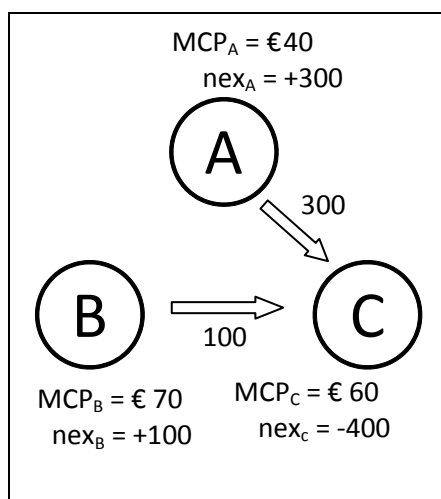 MCP_A = €40
nex_A = +300
A
300
B
C
100
MCP_B = € 70
nex_B = +100
MCP_C = € 60
nex_c = -400